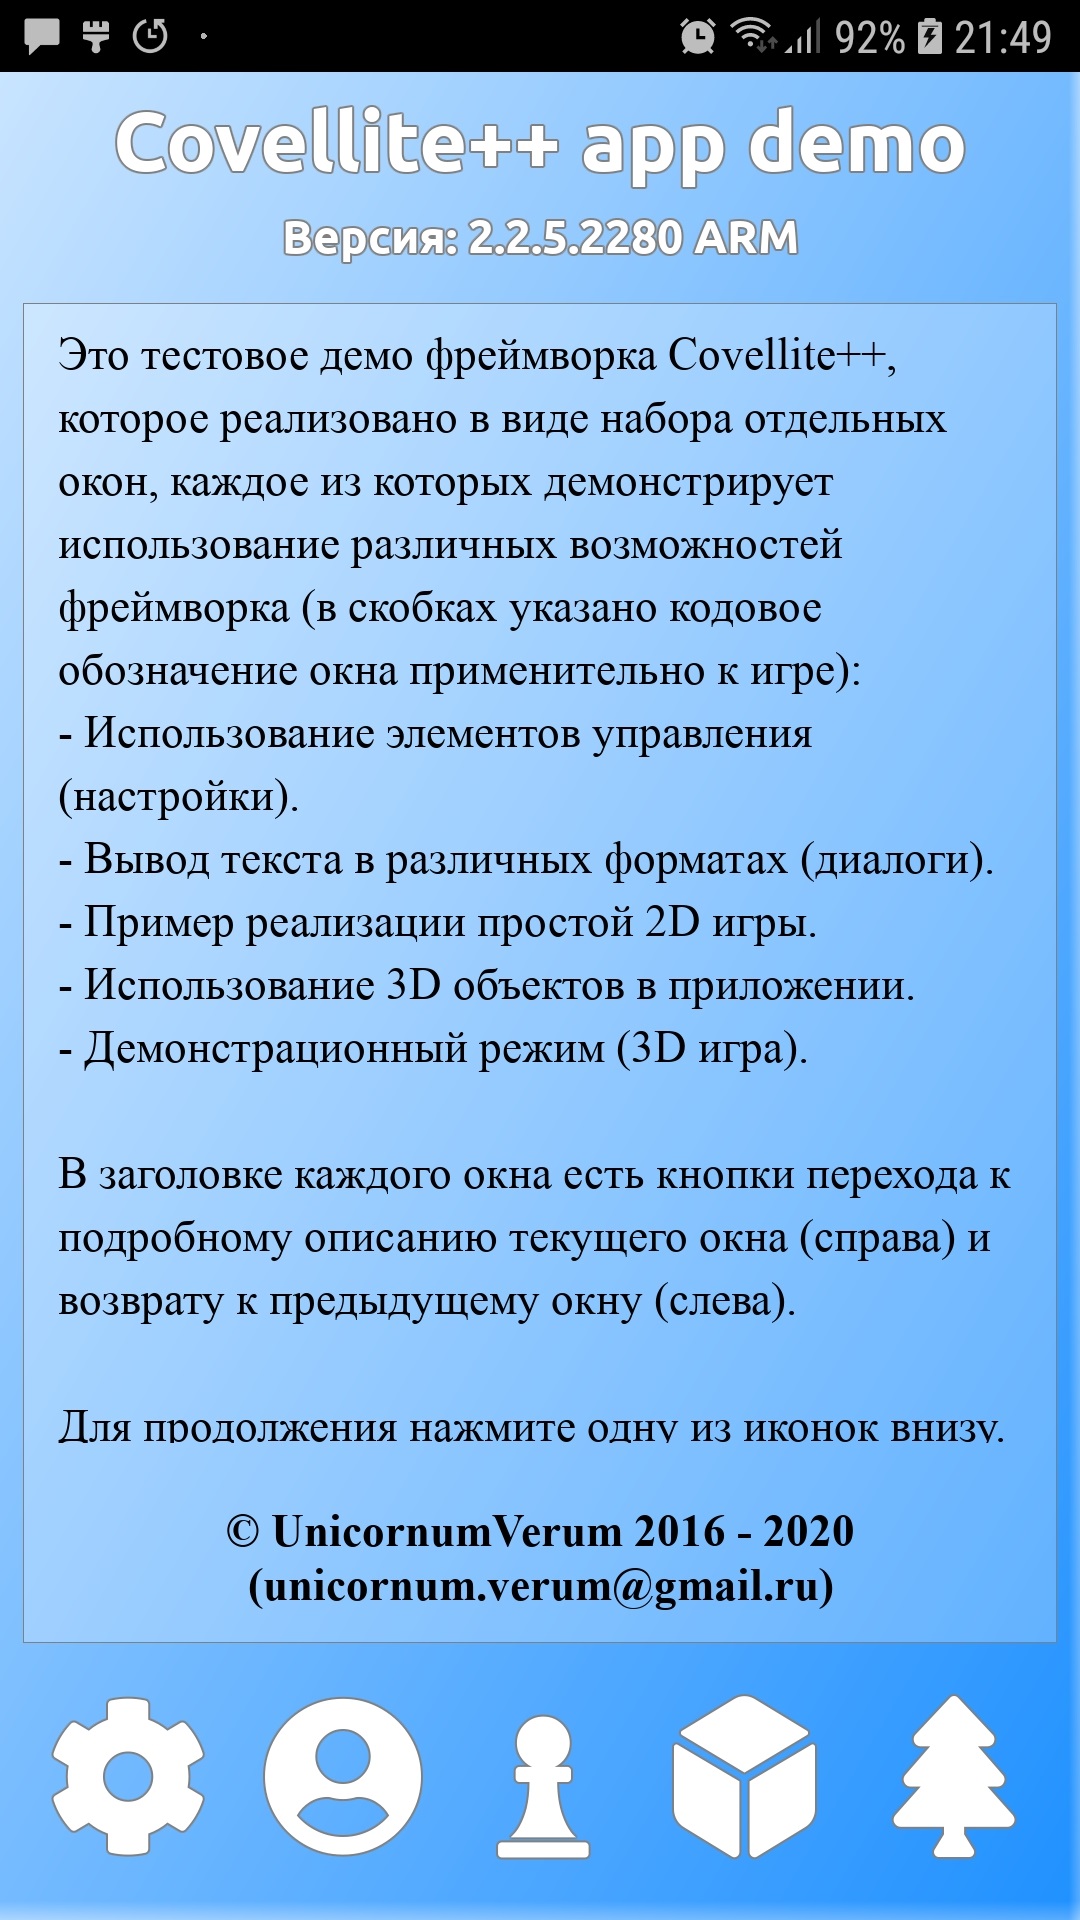 92% 21:49
Covellite++ app demo
Версия: 2.2.5.2280 ARM
Это тестовое демо фреймворка Covellite++,
которое реализовано в виде набора отдельных
окон, каждое из которых демонстрирует
использование различных возможностей
фреймворка (в скобках указано кодовое
обозначение окна применительно к игре):
- Использование элементов управления
(настройки).
- Вывод текста в различных форматах (диалоги).
- Пример реализации простой 2D игры.
- Использование 3D объектов в приложении.
- Демонстрационный режим (3D игра).
В заголовке каждого окна есть кнопки перехода к
подробному описанию текущего окна (справа) и
возврату к предыдущему окну (слева).
Для продолжения нажмите одну из иконок внизу.
© UnicornumVerum 2016 - 2020
(unicornum.verum@gmail.ru)